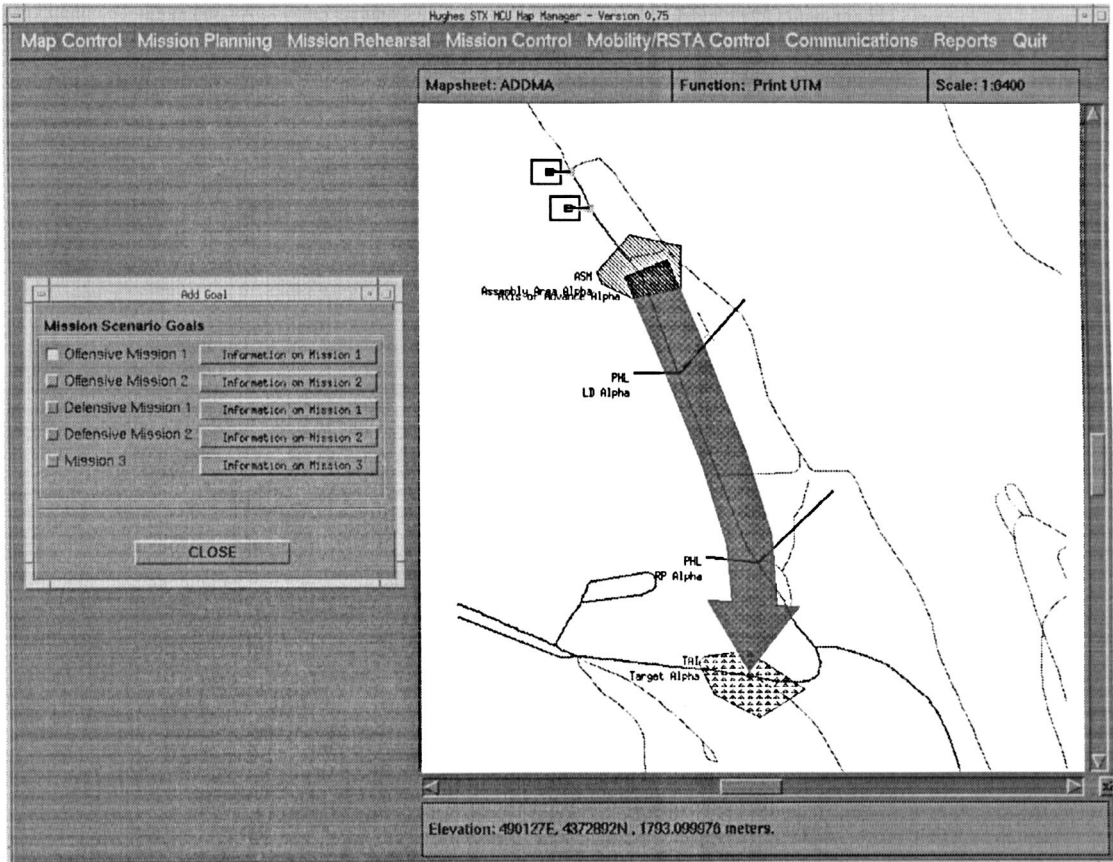 Hughes STX MCU Map Manager - Version 0.75
Map Control Mission Planning Mission Rehearsal Mission Control Mobility/RSTA Control Communications Reports Quit
Mapsheet: ADDMA Function: Print UTM Scale: 1:6400
ASM
Assembly Area Alpha
Axis of Advance Alpha
PHL
LD Alpha
PHL
RP Alpha
TAI
Target Alpha
Add Goal
Mission Scenario Goals
Offensive Mission 1 Information on Mission 1
Offensive Mission 2 Information on Mission 2
Defensive Mission 1 Information on Mission 1
Defensive Mission 2 Information on Mission 2
Mission 3 Information on Mission 3
CLOSE
Elevation: 490127E, 4372892N , 1793.099976 meters.